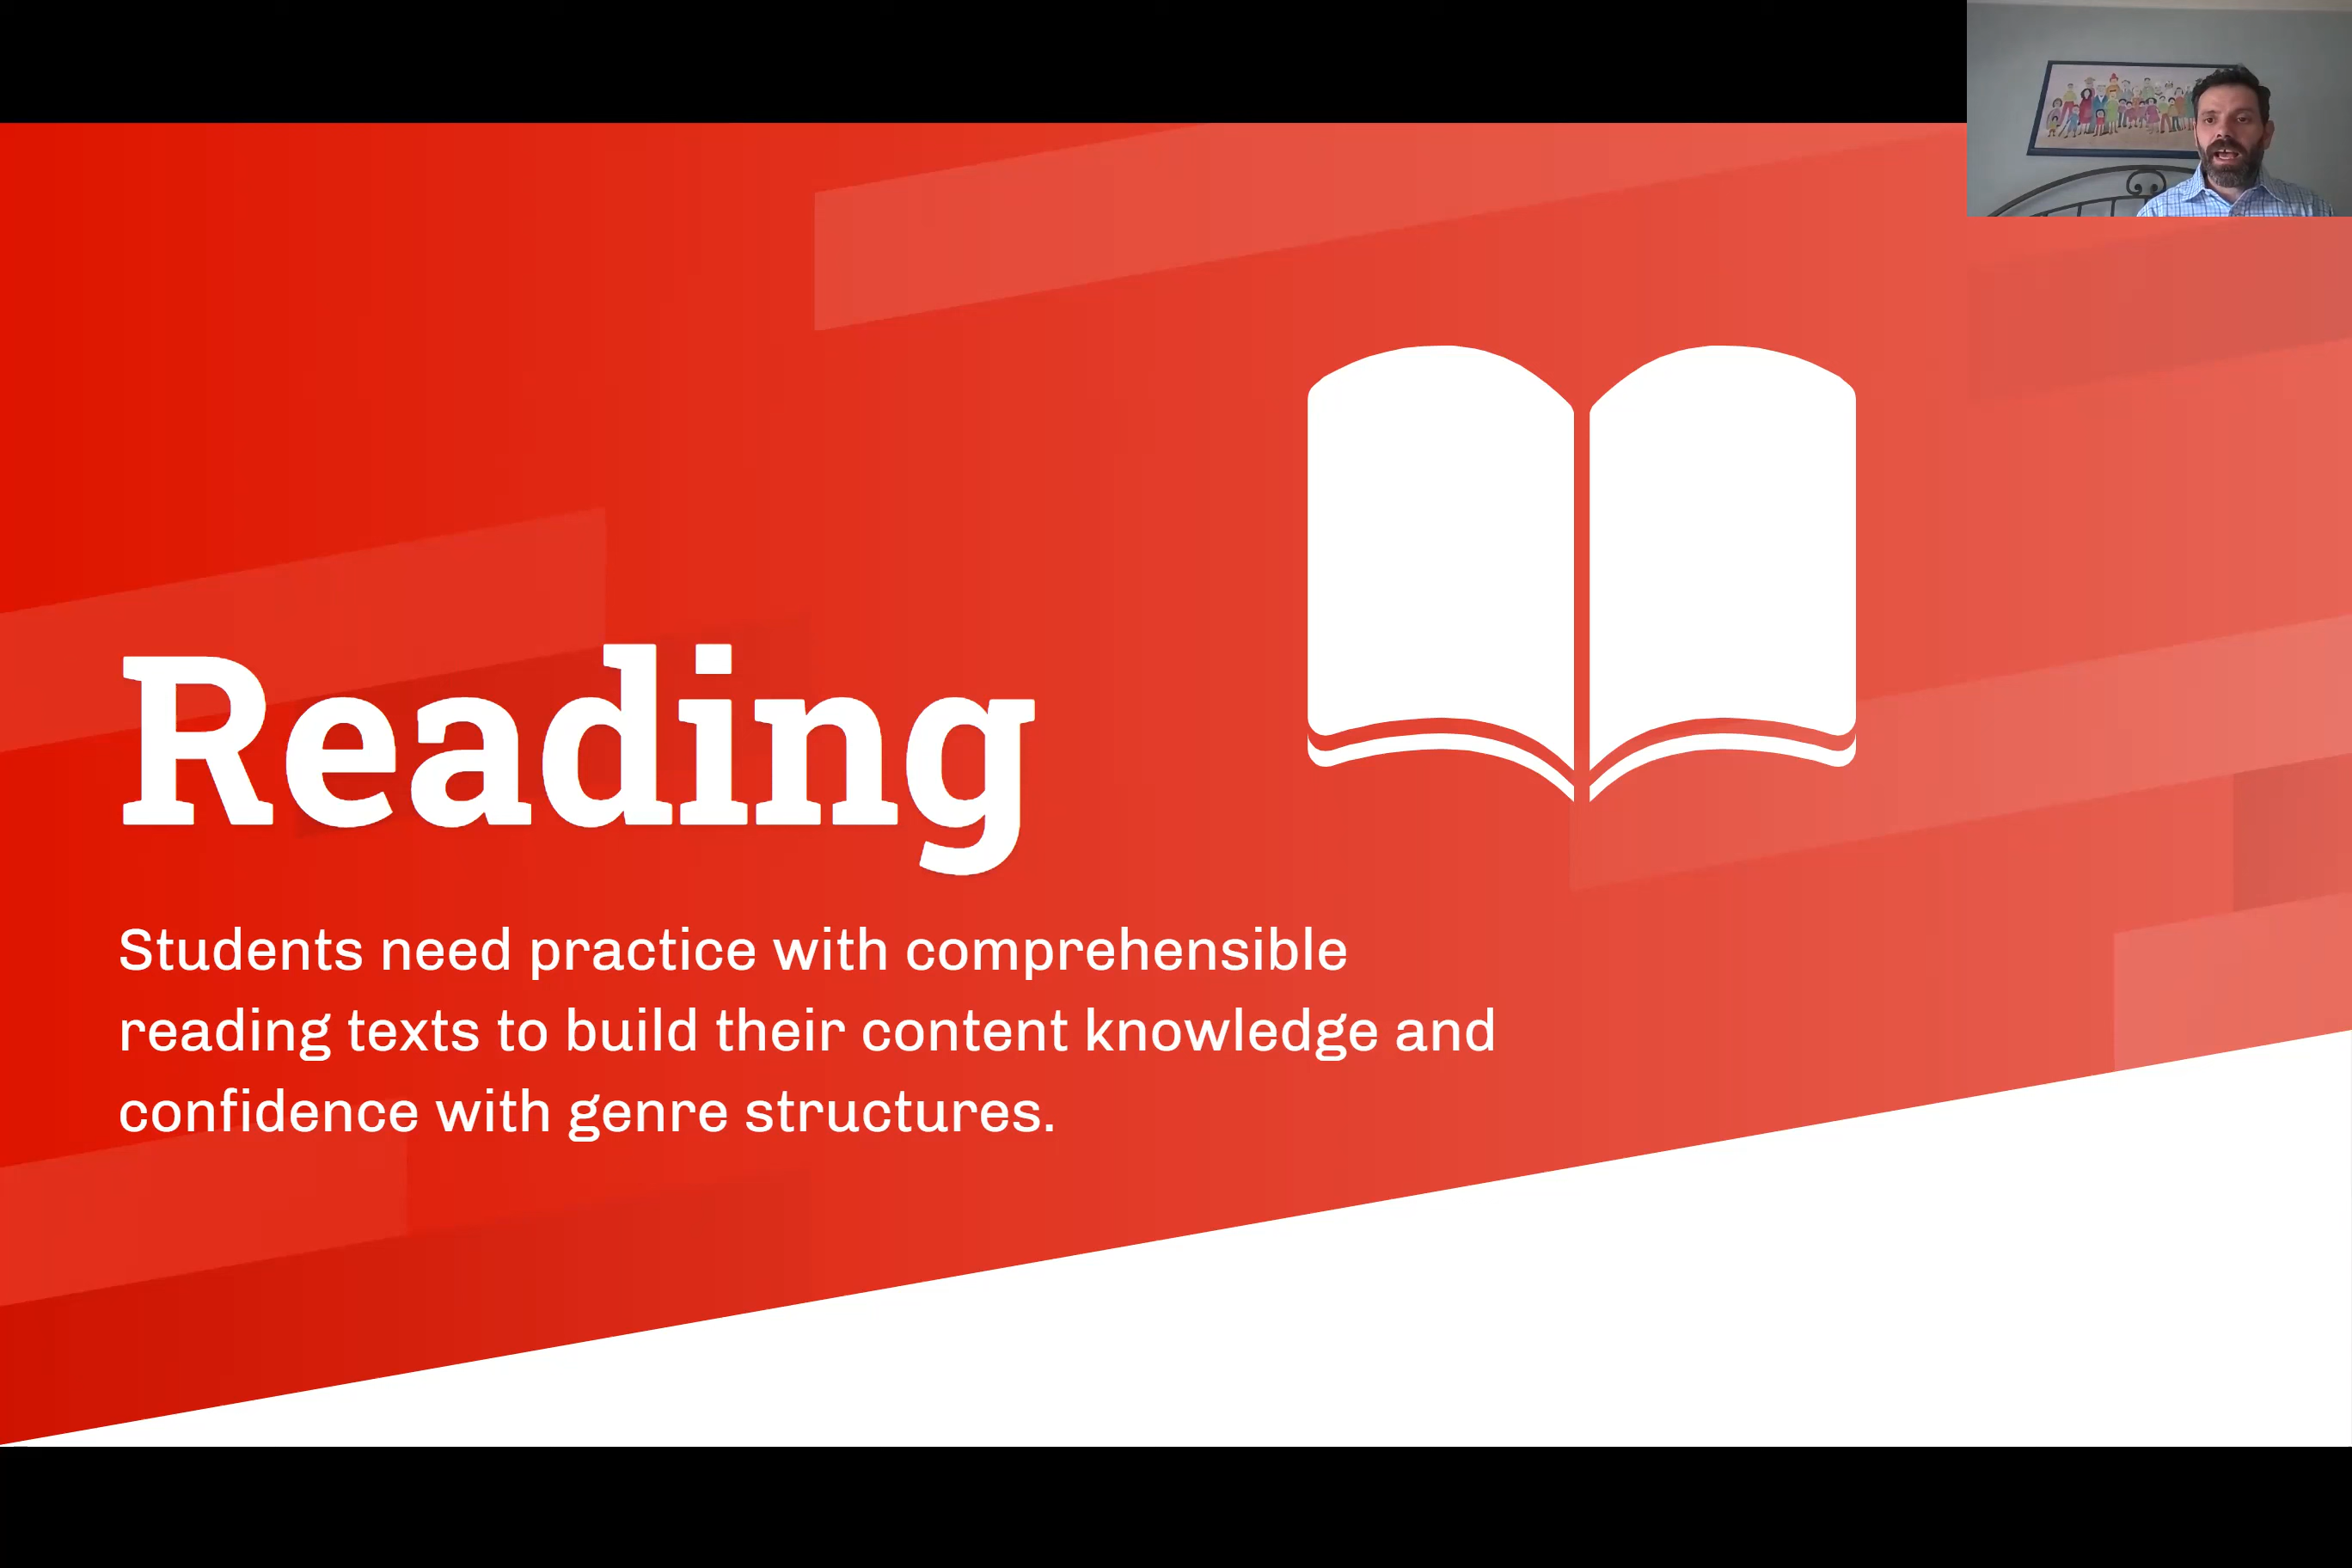 Reading
Students need practice with comprehensible
reading texts to build their content knowledge and
confidence with genre structures.